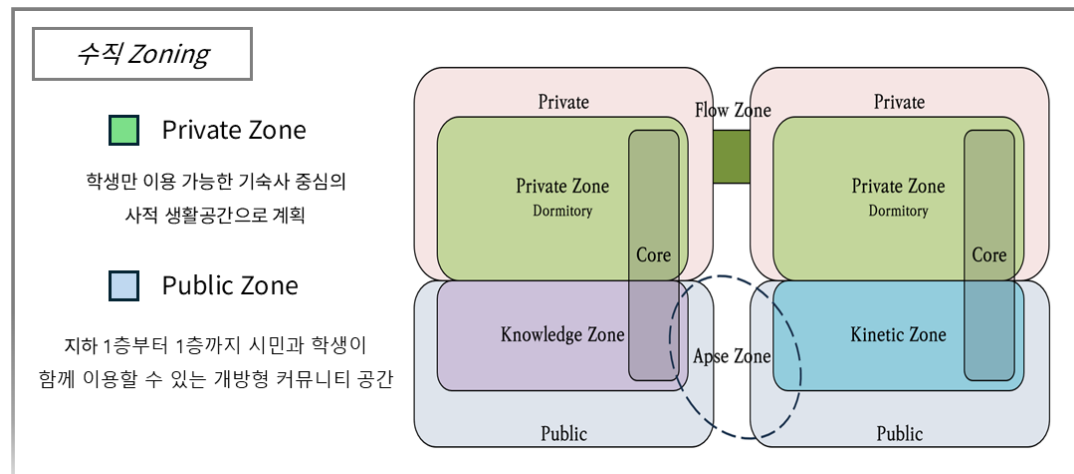 수직 Zoning
Private Zone
학생만 이용 가능한 기숙사 중심의
사적 생활공간으로 계획
Public Zone
지하 1층부터 1층까지 시민과 학생이
함께 이용할 수 있는 개방형 커뮤니티 공간
Private
Flow Zone
Private
Private Zone
Dormitory
Core
Private Zone
Dormitory
Core
Knowledge Zone
Apse Zone
Kinetic Zone
Public
Public